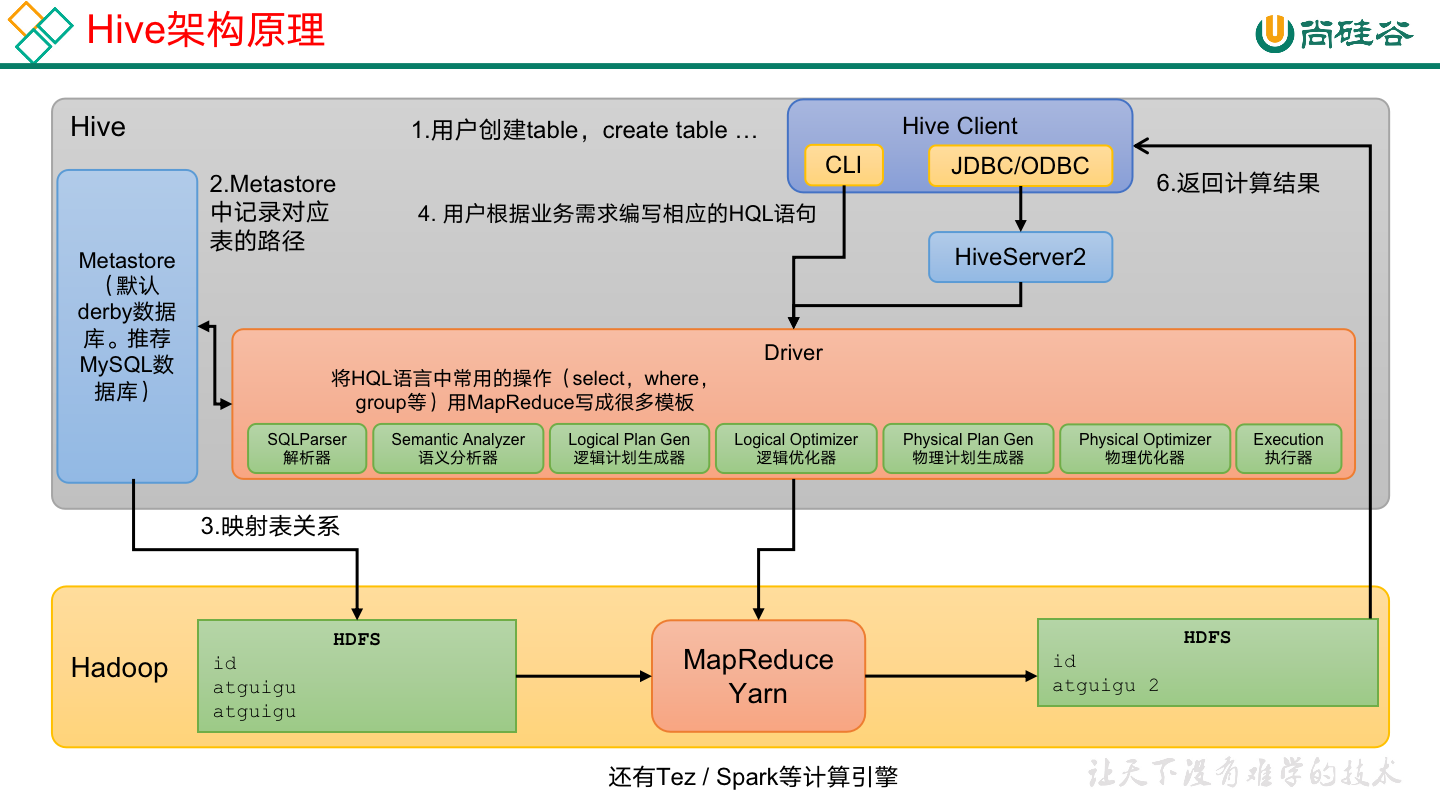 Hive架构原理
尚硅谷
Hive
1.用户创建table，create table …
Hive Client
CLI
JDBC/ODBC
6.返回计算结果
2.Metastore
中记录对应
表的路径
4. 用户根据业务需求编写相应的HQL语句
HiveServer2
Metastore
（默认
derby数据
库。推荐
MySQL数
据库）
Driver
将HQL语言中常用的操作（select，where，
group等）用MapReduce写成很多模板
SQLParser
解析器
Semantic Analyzer
语义分析器
Logical Plan Gen
逻辑计划生成器
Logical Optimizer
逻辑优化器
Physical Plan Gen
物理计划生成器
Physical Optimizer
物理优化器
Execution
执行器
3.映射表关系
Hadoop
HDFS
id
atguigu
atguigu
MapReduce
Yarn
HDFS
id
atguigu 2
还有Tez / Spark等计算引擎
让天下没有难学的技术